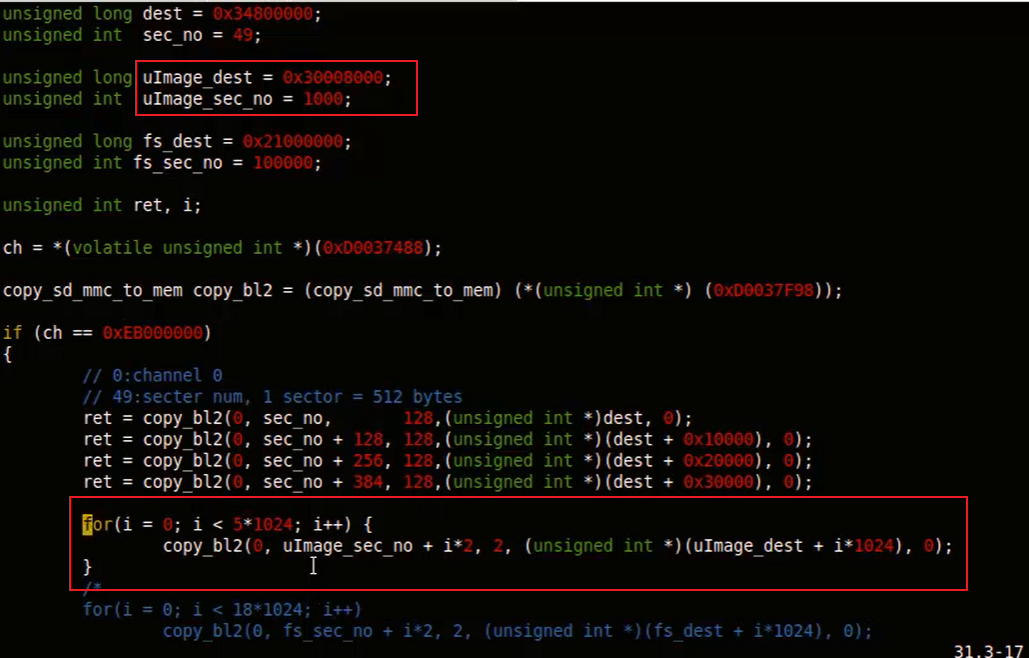 unsigned long dest = 0x34800000;
unsigned int  sec_no = 49;
unsigned long uImage_dest = 0x30008000;
unsigned int  uImage_sec_no = 1000;
unsigned long fs_dest = 0x21000000;
unsigned int fs_sec_no = 100000;
unsigned int ret, i;
ch = *(volatile unsigned int *)(0xD0037488);
copy_sd_mmc_to_mem copy_bl2 = (copy_sd_mmc_to_mem) (*(unsigned int *) (0xD0037F98));
if (ch == 0xEB000000)
{
// 0:channel 0
// 49:secter num, 1 sector = 512 bytes
ret = copy_bl2(0, sec_no,       128,(unsigned int *)dest, 0);
ret = copy_bl2(0, sec_no + 128, 128,(unsigned int *)(dest + 0x10000), 0);
ret = copy_bl2(0, sec_no + 256, 128,(unsigned int *)(dest + 0x20000), 0);
ret = copy_bl2(0, sec_no + 384, 128,(unsigned int *)(dest + 0x30000), 0);
for(i = 0; i < 5*1024; i++) {
copy_bl2(0, uImage_sec_no + i*2, 2, (unsigned int *)(uImage_dest + i*1024), 0);
}
/*
for(i = 0; i < 18*1024; i++)
copy_bl2(0, fs_sec_no + i*2, 2, (unsigned int *)(fs_dest + i*1024), 0);
31.3-17